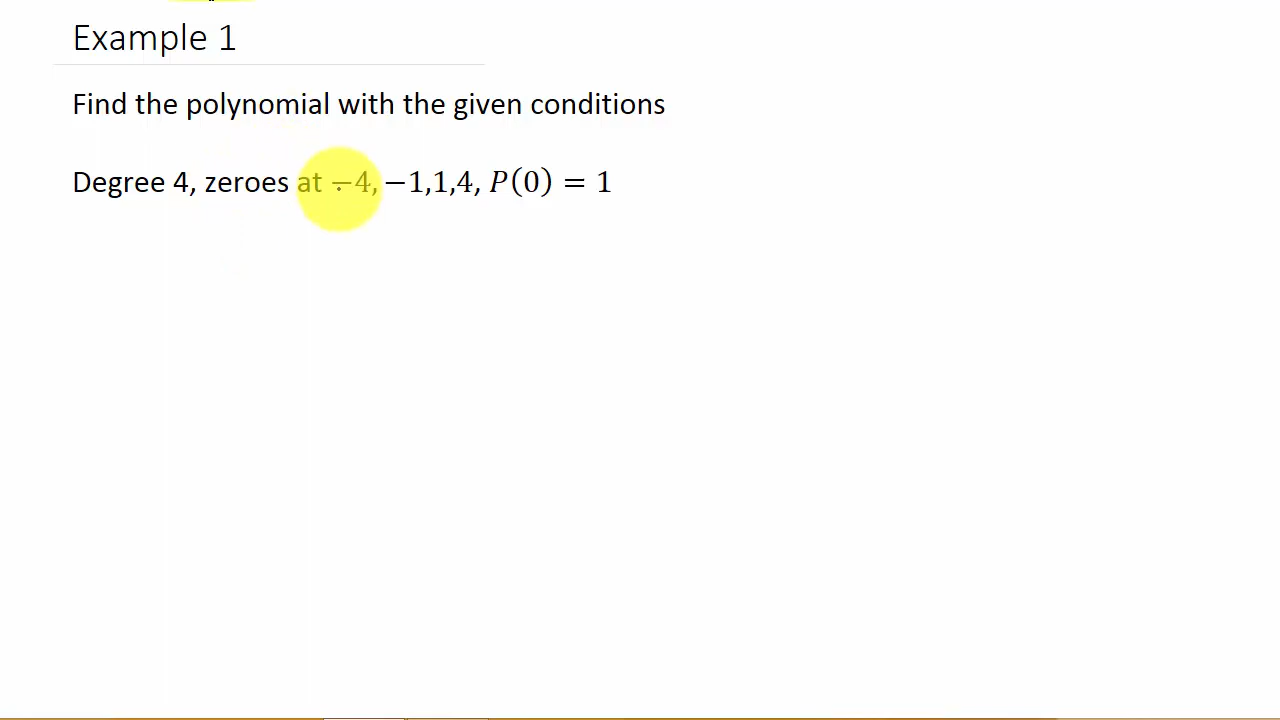 Example 1
Find the polynomial with the given conditions
Degree 4, zeroes at −4, −1,1,4, P(0) = 1